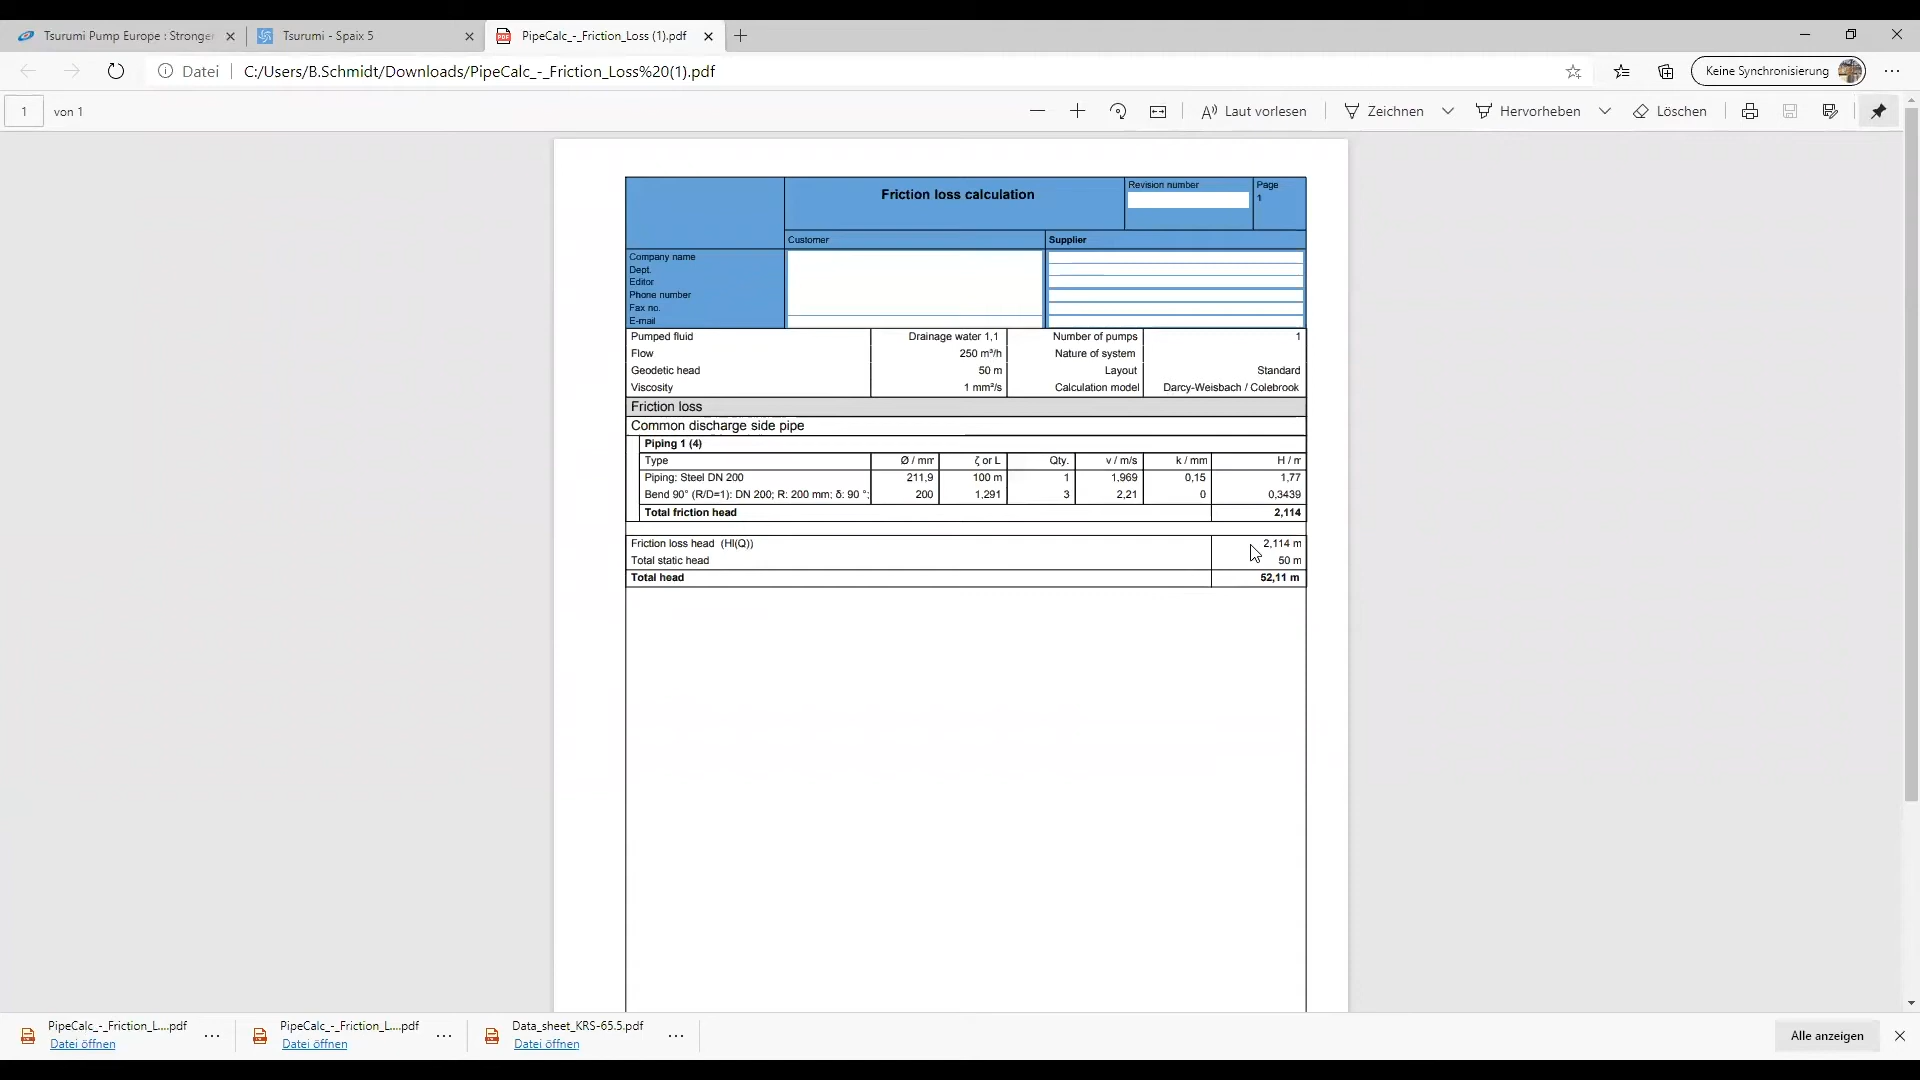 Tsurumi Pump Europe : Stronger
Tsurumi - Spaix 5
PipeCalc_-_Friction_Loss (1).pdf
Datei
C:/Users/B.Schmidt/Downloads/PipeCalc_-_Friction_Loss%20(1).pdf
Keine Synchronisierung
1 von 1
Laut vorlesen
Zeichnen
Hervorheben
Löschen
Friction loss calculation
Revision number
Page
1
Customer
Supplier
Company name
Dept.
Editor
Phone number
Fax no.
E-mail
Pumped fluid Drainage water 1,1 Number of pumps 1
Flow 250 m³/h Nature of system
Geodetic head 50 m Layout Standard
Viscosity 1 mm²/s Calculation model Darcy-Weisbach / Colebrook
Friction loss
Common discharge side pipe
Piping 1 (4)
Type Ø / mm ζ or L Qty. v / m/s k / mm H / m
Piping: Steel DN 200 211,9 100 m 1 1,969 0,15 1,77
Bend 90° (R/D=1): DN 200; R: 200 mm; δ: 90 °; 200 1,291 3 2,21 0 0,3439
Total friction head 2,114
Friction loss head (Hl(Q)) 2,114 m
Total static head 50 m
Total head 52,11 m
PipeCalc_-_Friction_L....pdf
Datei öffnen
PipeCalc_-_Friction_L....pdf
Datei öffnen
Data_sheet_KRS-65.5.pdf
Datei öffnen
Alle anzeigen